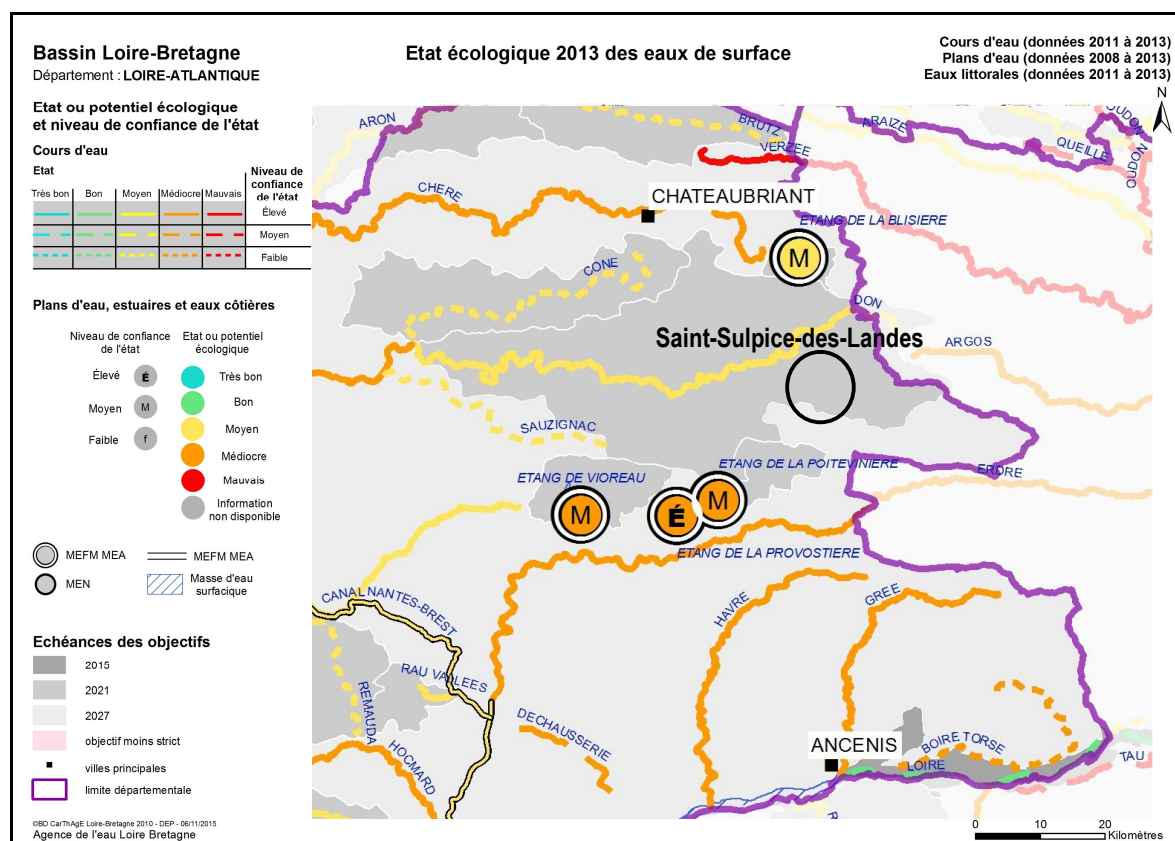 Bassin Loire-Bretagne
Département : LOIRE-ATLANTIQUE
Etat écologique 2013 des eaux de surface
Cours d'eau (données 2011 à 2013)
Plans d'eau (données 2008 à 2013)
Eaux littorales (données 2011 à 2013)
N
Etat ou potentiel écologique
et niveau de confiance de l'état
Cours d'eau
Etat
Très bon
Bon
Moyen
Médiocre
Mauvais
Niveau de
confiance
de l'état
Élevé
Moyen
Faible
Plans d'eau, estuaires et eaux côtières
Niveau de confiance
de l'état
Etat ou potentiel
écologique
Élevé
É
Très bon
Moyen
M
Bon
Faible
f
Moyen
Médiocre
Mauvais
Information
non disponible
MEFM MEA
MEFM MEA
MEN
Masse d'eau
surfacique
Echéances des objectifs
2015
2021
2027
objectif moins strict
villes principales
limite départementale
©BD CarThAgE Loire-Bretagne 2010 - DEP - 06/11/2015
Agence de l'eau Loire Bretagne
ARON
BRUTZ
ARAIZE
OUDON
VERZEE
QUEILLE
OUDON
CHERE
CHATEAUBRIANT
ETANG DE LA BLISIERE
M
CONE
DON
Saint-Sulpice-des-Landes
ARGOS
SAUZIGNAC
ETANG DE LA POITEVINIERE
ETANG DE VIOREAU
ERDRE
M
É
M
ETANG DE LA PROVOSTIERE
CANAL NANTES-BREST
HAVRE
GREE
RAU VALLEES
REMAUDA
DECHAUSSERIE
HOCMARD
ANCENIS
BOIRE TORSE
LOIRE
TAU
0
10
20
Kilomètres